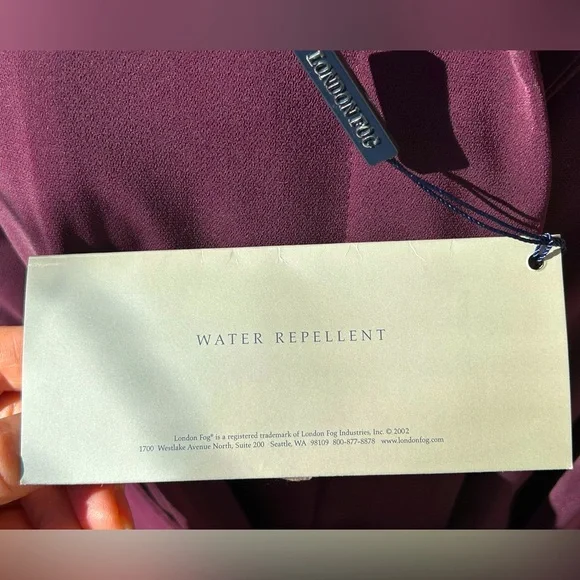 LONDON FOG
WATER REPELLENT
London Fog® is a registered trademark of London Fog Industries, Inc. © 2002
1700 Westlake Avenue North, Suite 200 Seattle, WA 98109 800-877-8878 www.londonfog.com